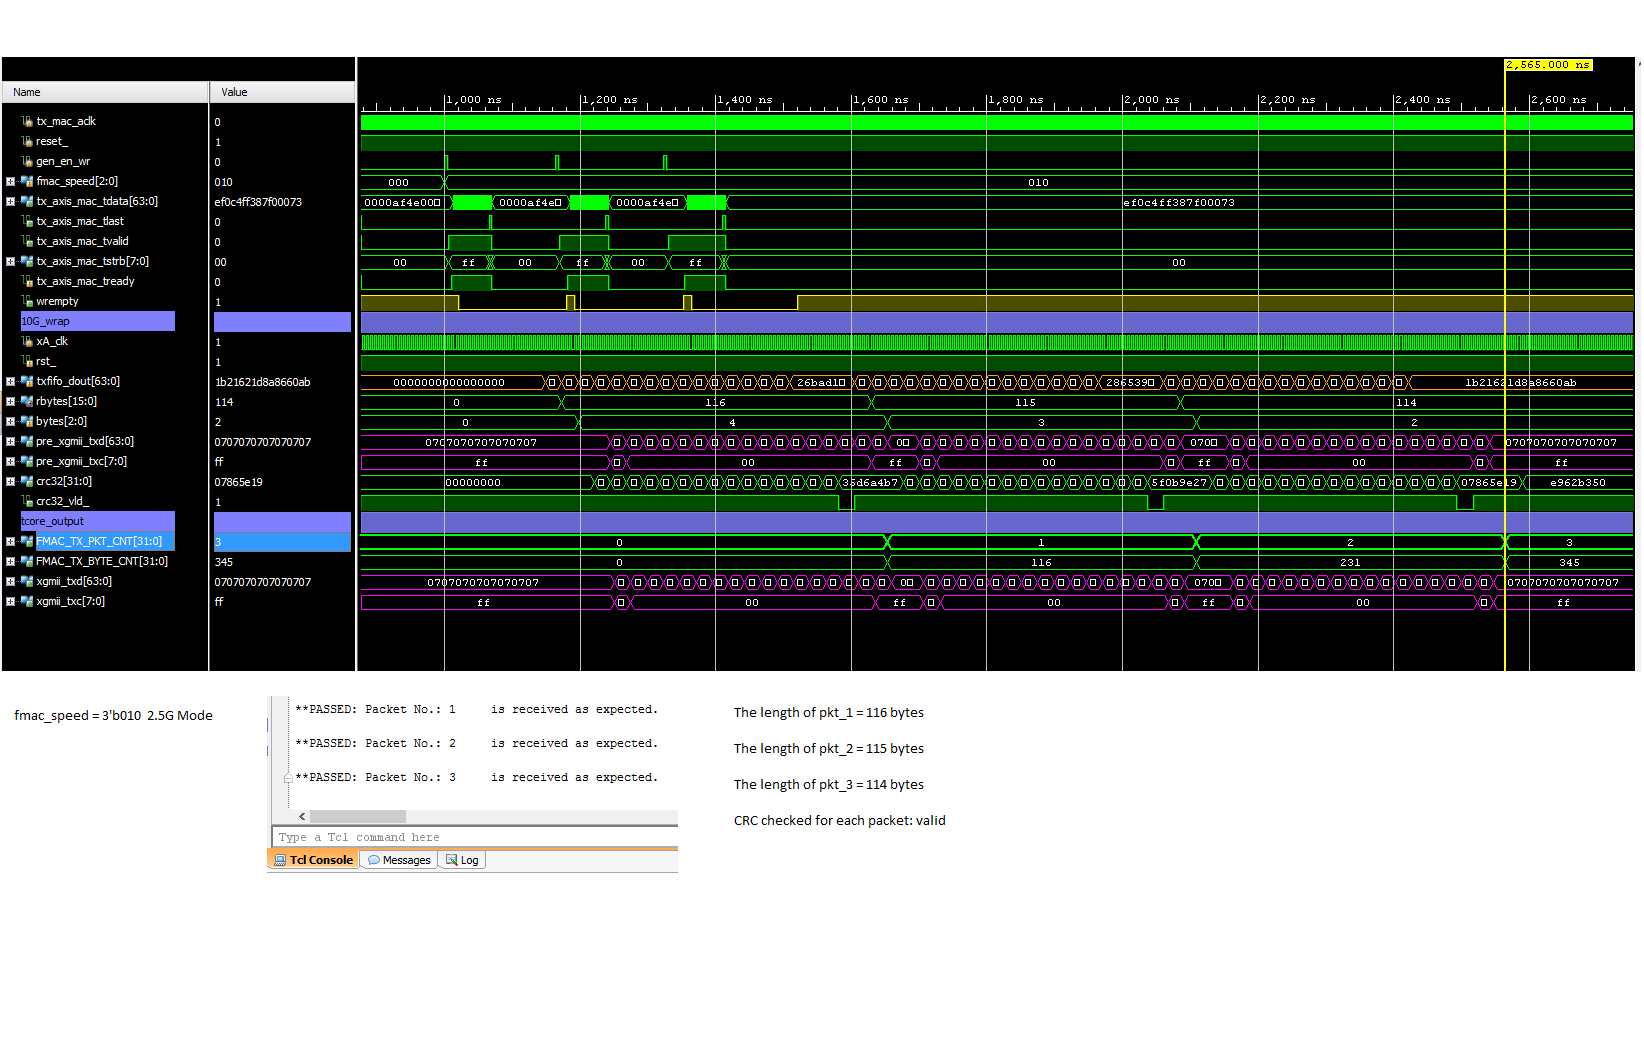 2,565.000 ns
Name Value
1,000 ns 1,200 ns 1,400 ns 1,600 ns 1,800 ns 2,000 ns 2,200 ns 2,400 ns 2,600 ns
tx_mac_aclk 0
reset_ 1
gen_en_wr 0
fmac_speed[2:0] 010 000 010
tx_axis_mac_tdata[63:0] ef0c4ff387f00073 0000af4e00 0000af4e 0000af4e ef0c4ff387f00073
tx_axis_mac_tlast 0
tx_axis_mac_tvalid 0
tx_axis_mac_tstrb[7:0] 00 00 ff 00 ff 00 ff 00
tx_axis_mac_tready 0
wrempty 1
10G_wrap
xA_clk 1
rst_ 1
txfifo_dout[63:0] 1b21621d8a8660ab 0000000000000000 26bad10 286539 1b21621d8a8660ab
rbytes[15:0] 114 0 116 115 114
bytes[2:0] 2 0 4 3 2
pre_xgmii_txd[63:0] 0707070707070707 0707070707070707 00 070 0707070707070707
pre_xgmii_txc[7:0] ff ff 00 ff 00 ff 00 ff
crc32[31:0] 07865e19 00000000 35d6a4b7 5f0b9e27 07865e19 e962b350
crc32_vld_ 1
tcore_output
FMAC_TX_PKT_CNT[31:0] 3 0 1 2 3
FMAC_TX_BYTE_CNT[31:0] 345 0 116 231 345
xgmii_txd[63:0] 0707070707070707 0707070707070707 00 070 0707070707070707
xgmii_txc[7:0] ff ff 00 ff 00 ff 00 ff
fmac_speed = 3'b010 2.5G Mode
**PASSED: Packet No.: 1 is received as expected.
**PASSED: Packet No.: 2 is received as expected.
**PASSED: Packet No.: 3 is received as expected.
Type a Tcl command here
Tcl Console Messages Log
The length of pkt_1 = 116 bytes
The length of pkt_2 = 115 bytes
The length of pkt_3 = 114 bytes
CRC checked for each packet: valid